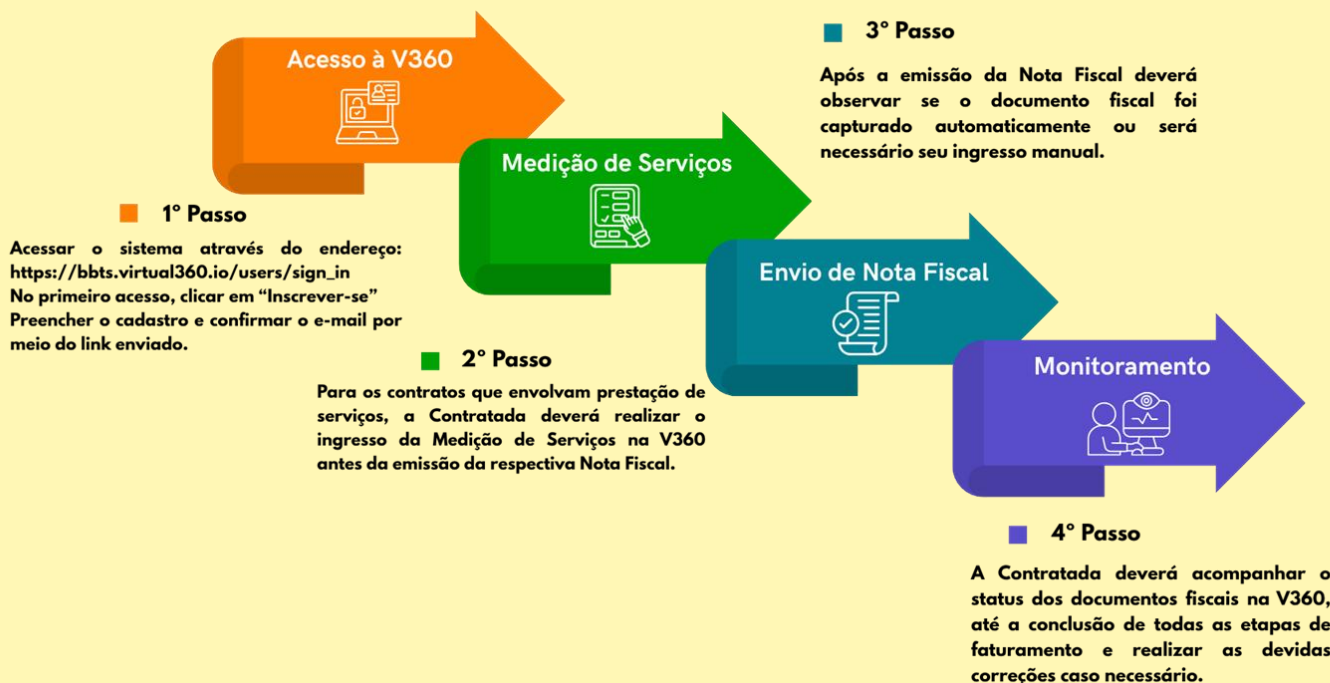 Acesso à V360
1º Passo
Acessar o sistema através do endereço:
https://bbts.virtual360.io/users/sign_in
No primeiro acesso, clicar em “Inscrever-se”
Preencher o cadastro e confirmar o e-mail por
meio do link enviado.
Medição de Serviços
2º Passo
Para os contratos que envolvam prestação de
serviços, a Contratada deverá realizar o
ingresso da Medição de Serviços na V360
antes da emissão da respectiva Nota Fiscal.
3º Passo
Após a emissão da Nota Fiscal deverá
observar se o documento fiscal foi
capturado automaticamente ou será
necessário seu ingresso manual.
Envio de Nota Fiscal
Monitoramento
4º Passo
A Contratada deverá acompanhar o
status dos documentos fiscais na V360,
até a conclusão de todas as etapas de
faturamento e realizar as devidas
correções caso necessário.